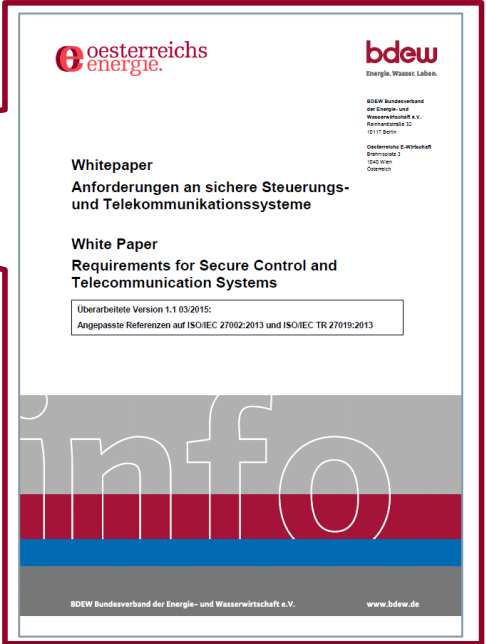 oesterreichs
energie.
bdew
Energie. Wasser. Leben.
BDEW Bundesverband
der Energie- und
Wasserwirtschaft e.V.
Reinhardtstraße 32
10117 Berlin
Oesterreichs E-Wirtschaft
Brahmsplatz 3
1040 Wien
Österreich
Whitepaper
Anforderungen an sichere Steuerungs-
und Telekommunikationssysteme
White Paper
Requirements for Secure Control and
Telecommunication Systems
Überarbeitete Version 1.1 03/2015:
Angepasste Referenzen auf ISO/IEC 27002:2013 und ISO/IEC TR 27019:2013
info
BDEW Bundesverband der Energie- und Wasserwirtschaft e.V.
www.bdew.de